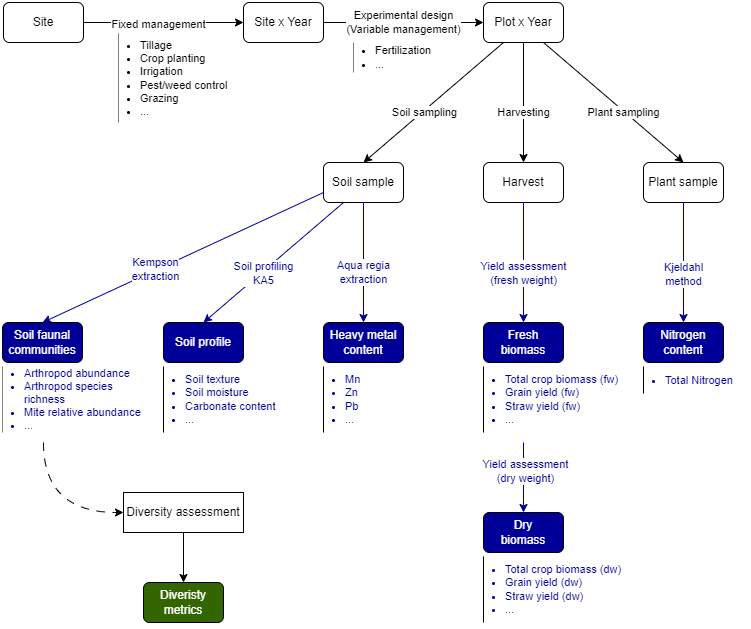 Site
Fixed management
Tillage
Crop planting
Irrigation
Pest/weed control
Grazing
...
Site x Year
Experimental design
(Variable management)
Fertilization
...
Plot x Year
Soil sampling
Harvesting
Plant sampling
Soil sample
Harvest
Plant sample
Kempson
extraction
Soil profiling
KA5
Aqua regia
extraction
Yield assessment
(fresh weight)
Kjeldahl
method
Soil faunal
communities
Arthropod abundance
Arthropod species
richness
Mite relative abundance
...
Soil profile
Soil texture
Soil moisture
Carbonate content
...
Heavy metal
content
Mn
Zn
Pb
...
Fresh
biomass
Total crop biomass (fw)
Grain yield (fw)
Straw yield (fw)
...
Nitrogen
content
Total Nitrogen
Yield assessment
(dry weight)
Diversity assessment
Dry
biomass
Total crop biomass (dw)
Grain yield (dw)
Straw yield (dw)
...
Diveristy
metrics